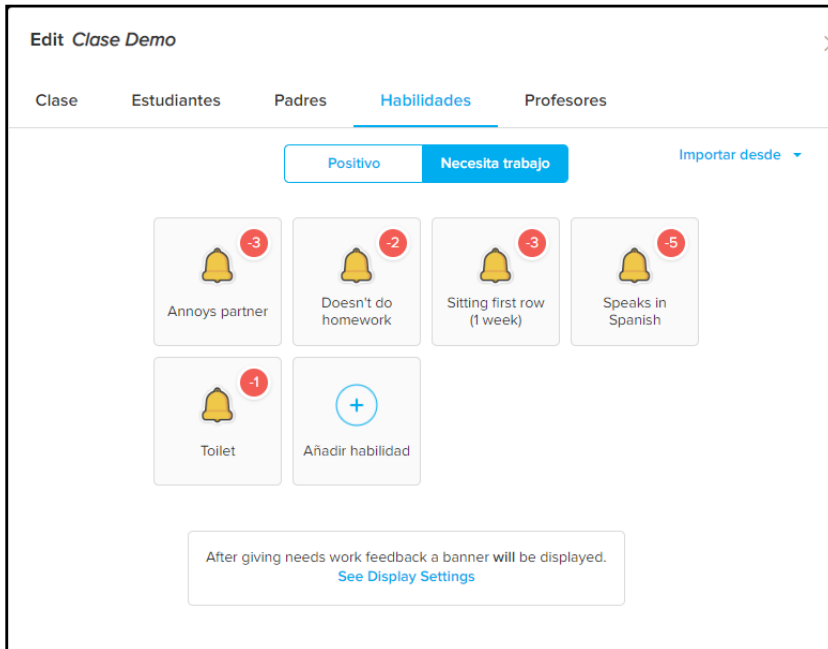 Edit Clase Demo
Clase Estudiantes Padres Habilidades Profesores
Positivo Necesita trabajo Importar desde
-3 -2 -3 -5
Annoys partner
Doesn't do
homework
Sitting first row
(1 week)
Speaks in
Spanish
-1
Toilet
+
Añadir habilidad
After giving needs work feedback a banner will be displayed.
See Display Settings